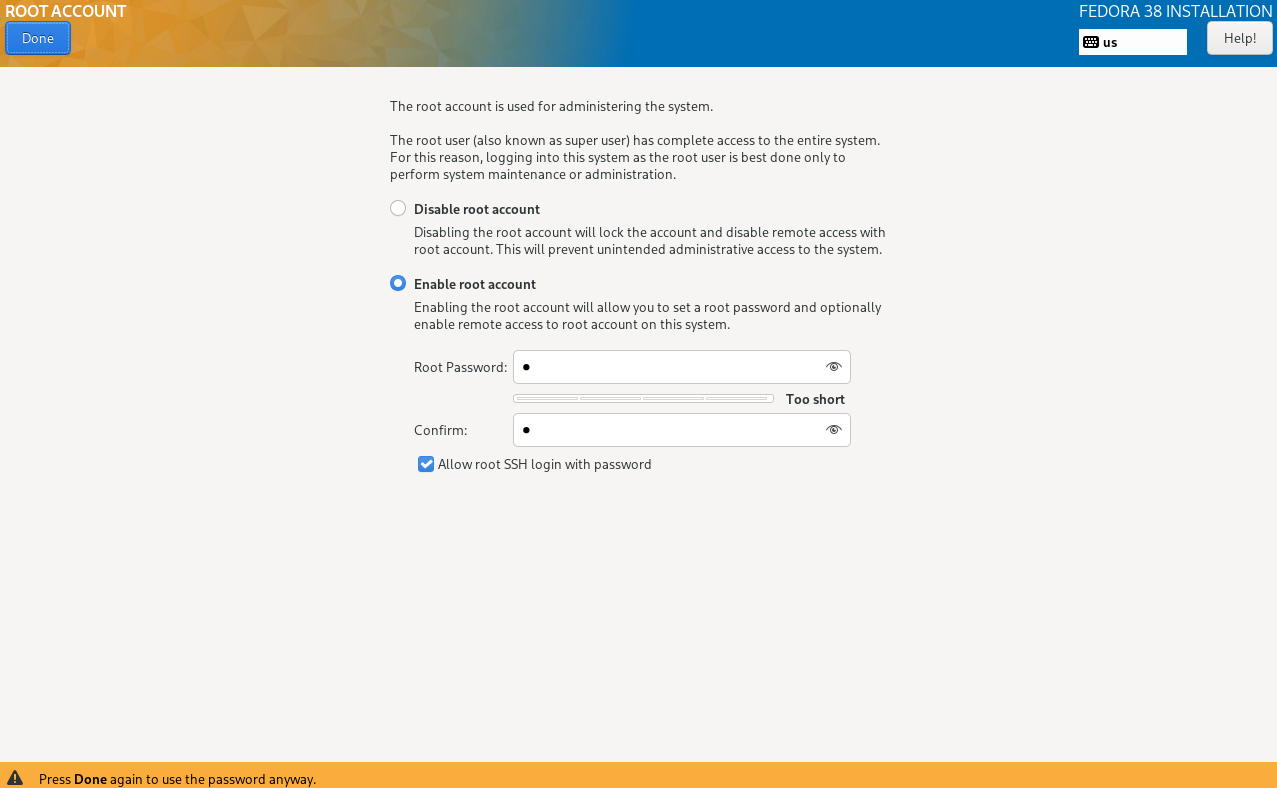 ROOT ACCOUNT
FEDORA 38 INSTALLATION
Done
us
Help!
The root account is used for administering the system.
The root user (also known as super user) has complete access to the entire system.
For this reason, logging into this system as the root user is best done only to
perform system maintenance or administration.
Disable root account
Disabling the root account will lock the account and disable remote access with
root account. This will prevent unintended administrative access to the system.
Enable root account
Enabling the root account will allow you to set a root password and optionally
enable remote access to root account on this system.
Root Password:
Too short
Confirm:
Allow root SSH login with password
Press Done again to use the password anyway.